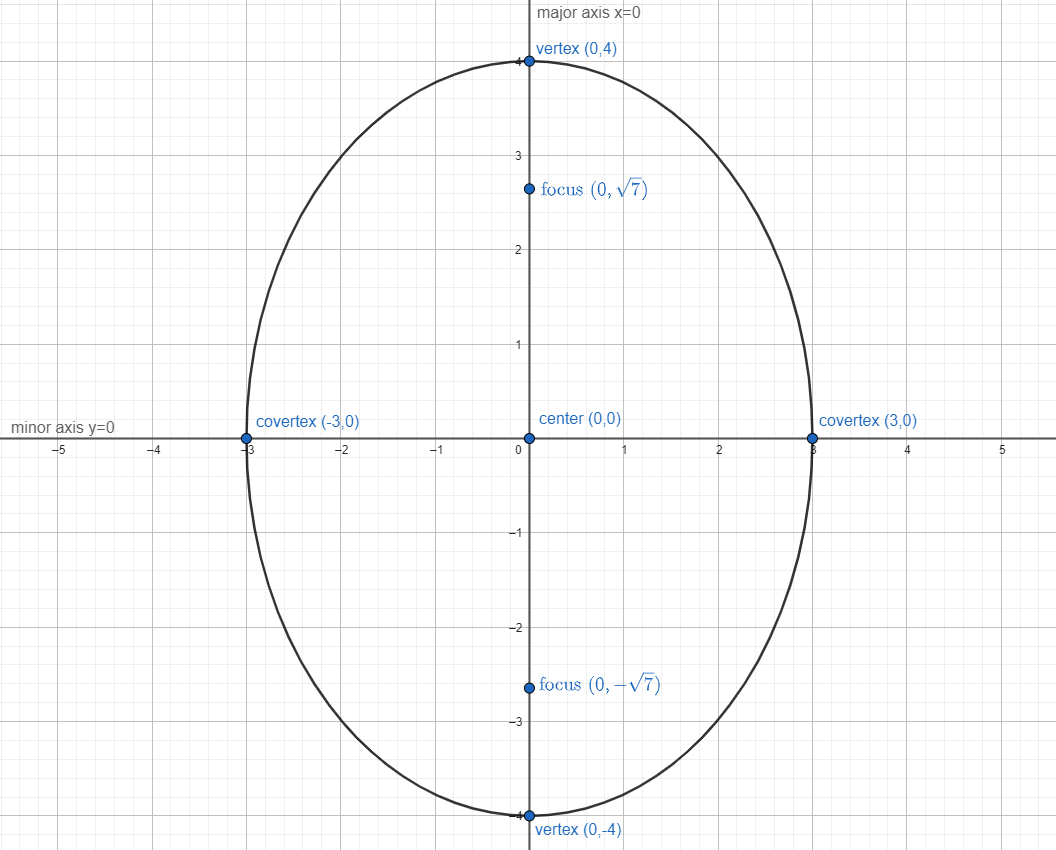 major axis x=0
vertex (0,4)
4
3
focus (0, √7)
2
1
covertex (-3,0)
center (0,0)
covertex (3,0)
minor axis y=0
–5 –4 –3 –2 –1 0 1 2 3 4 5
–1
–2
focus (0, −√7)
–3
–4
vertex (0,-4)